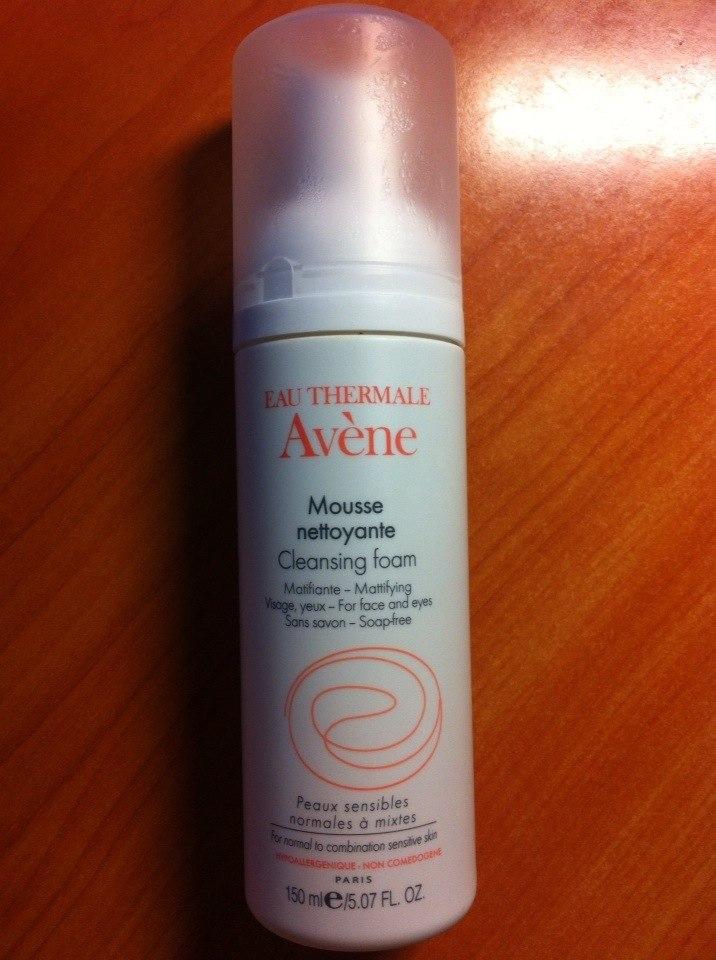 EAU THERMALE
Avène
Mousse
nettoyante
Cleansing foam
Matifiante – Mattifying
Visage, yeux – For face and eyes
Sans savon – Soap-free
Peaux sensibles
normales à mixtes
For normal to combination sensitive skin
HYPOALLERGENIQUE - NON COMEDOGENE
PARIS
150 ml e/5.07 FL. OZ.